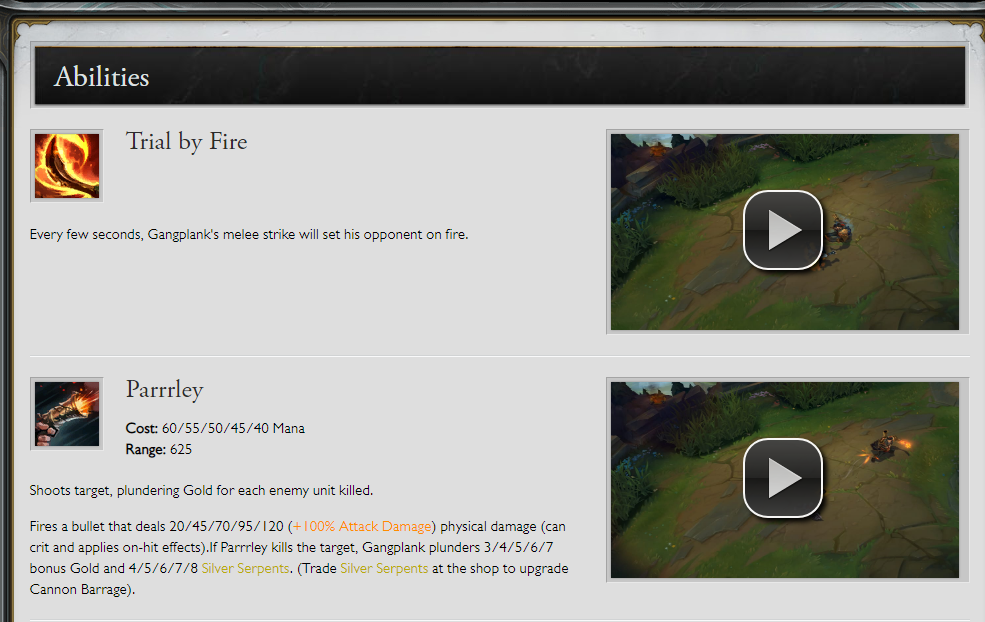 Abilities
Trial by Fire
Every few seconds, Gangplank's melee strike will set his opponent on fire.
Parrrley
Cost: 60/55/50/45/40 Mana
Range: 625
Shoots target, plundering Gold for each enemy unit killed.
Fires a bullet that deals 20/45/70/95/120 (+100% Attack Damage) physical damage (can
crit and applies on-hit effects).If Parrrley kills the target, Gangplank plunders 3/4/5/6/7
bonus Gold and 4/5/6/7/8 Silver Serpents. (Trade Silver Serpents at the shop to upgrade
Cannon Barrage).